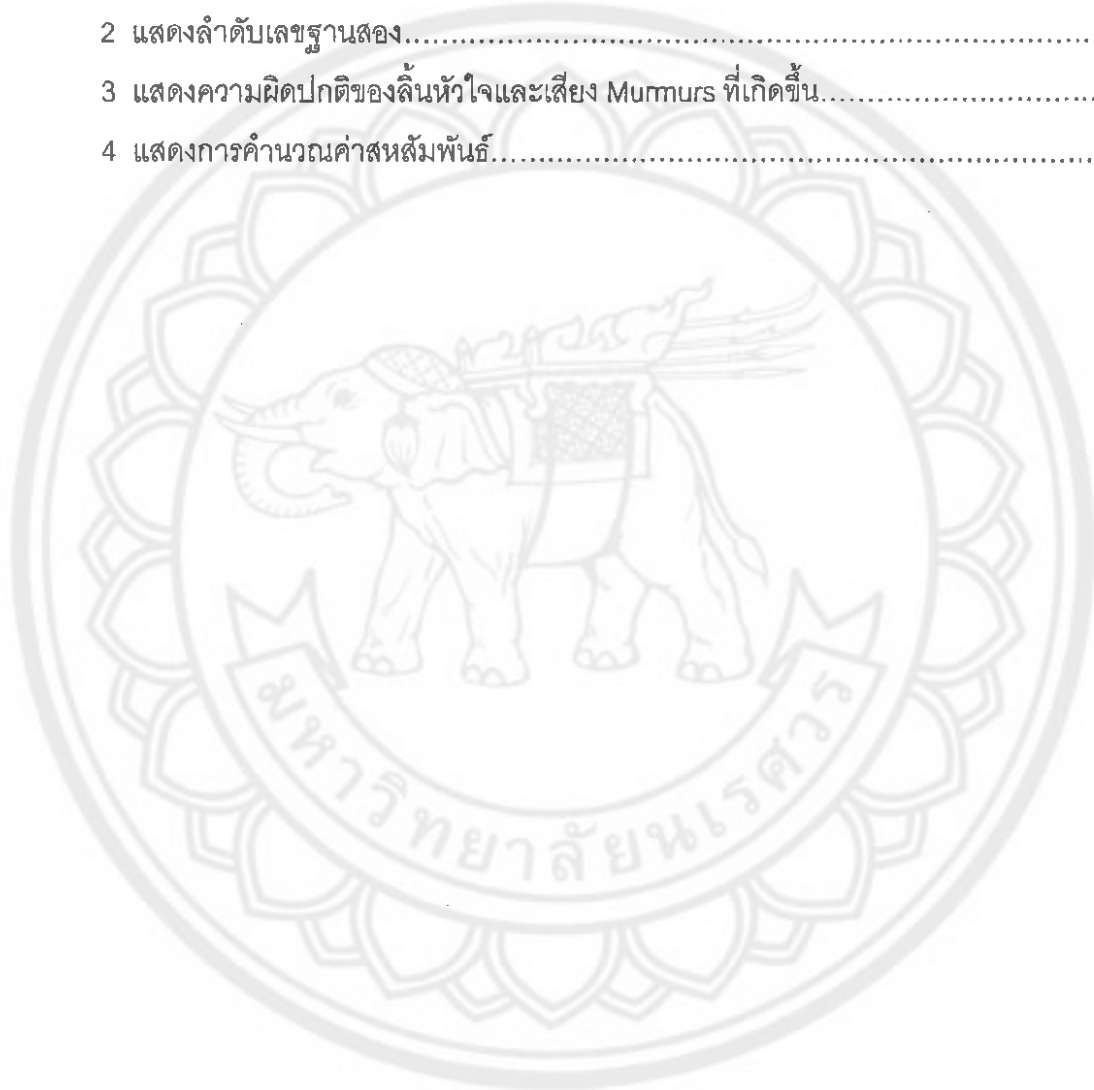 2 แสดงลำดับเลขฐานสอง........................................................................
3 แสดงความผิดปกติของลิ้นหัวใจและเสียง Murmurs ที่เกิดขึ้น............................
4 แสดงการคำนวณค่าสหสัมพันธ์...............................................................
มหาวิทยาลัยนเรศวร